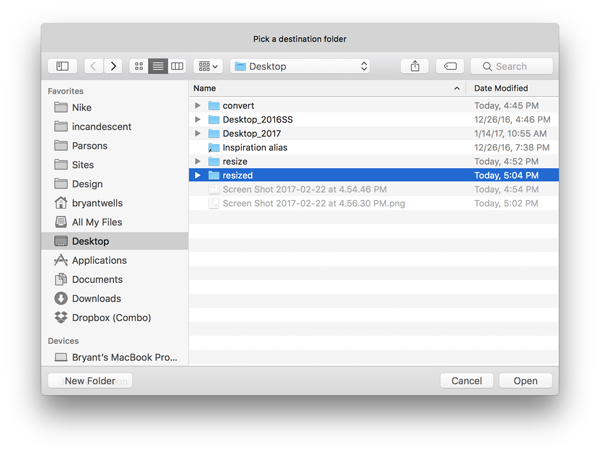 Pick a destination folder
Desktop
Search
Favorites
Nike
incandescent
Parsons
Sites
Design
bryantwells
All My Files
Desktop
Applications
Documents
Downloads
Dropbox (Combo)
Devices
Bryant's MacBook Pro...
Name Date Modified
convert Today, 4:45 PM
Desktop_2016SS 12/26/16, 4:46 PM
Desktop_2017 1/14/17, 10:55 AM
Inspiration alias 12/26/16, 7:38 PM
resize Today, 4:52 PM
resized Today, 5:04 PM
Screen Shot 2017-02-22 at 4.54.46 PM Today, 4:54 PM
Screen Shot 2017-02-22 at 4.56.30 PM.png Today, 5:02 PM
New Folder
Cancel Open